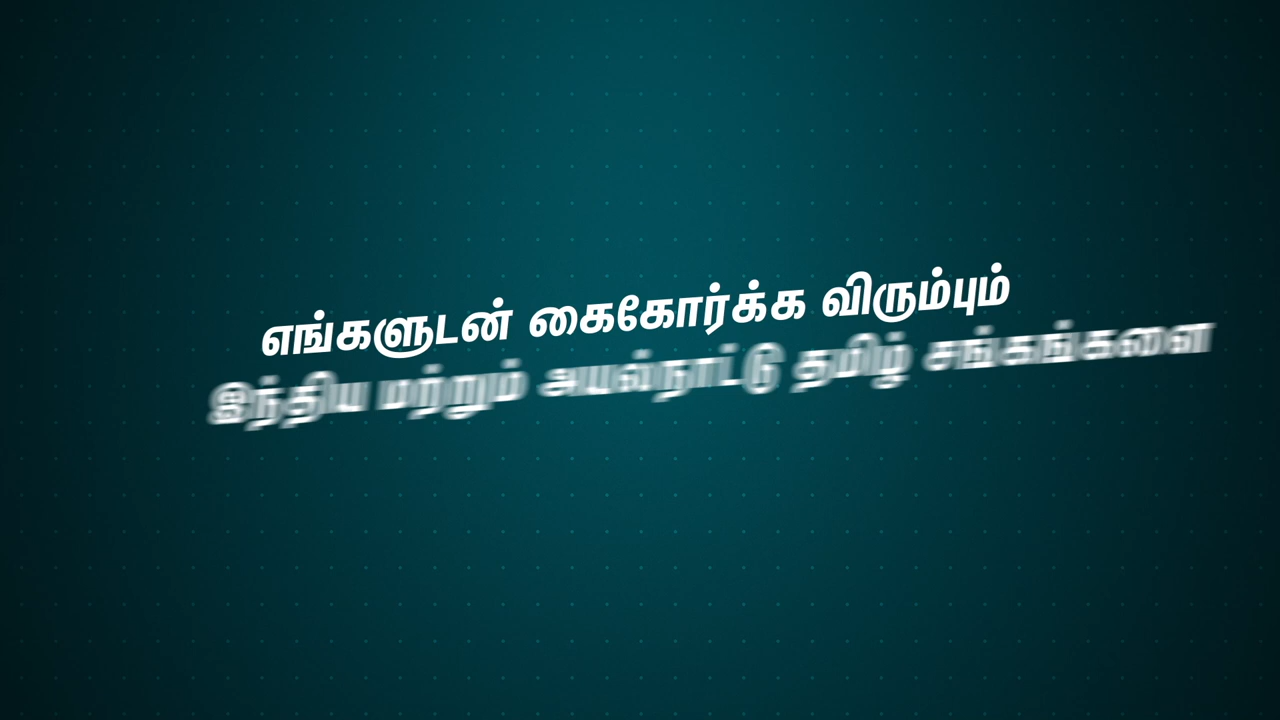 எங்களுடன் கைகோர்க்க விரும்பும்
இந்திய மற்றும் அயல்நாட்டு தமிழ் சங்கங்களை